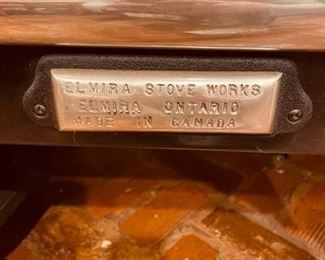 ELMIRA STOVE WORKS
ELMIRA ONTARIO
MADE IN CANADA